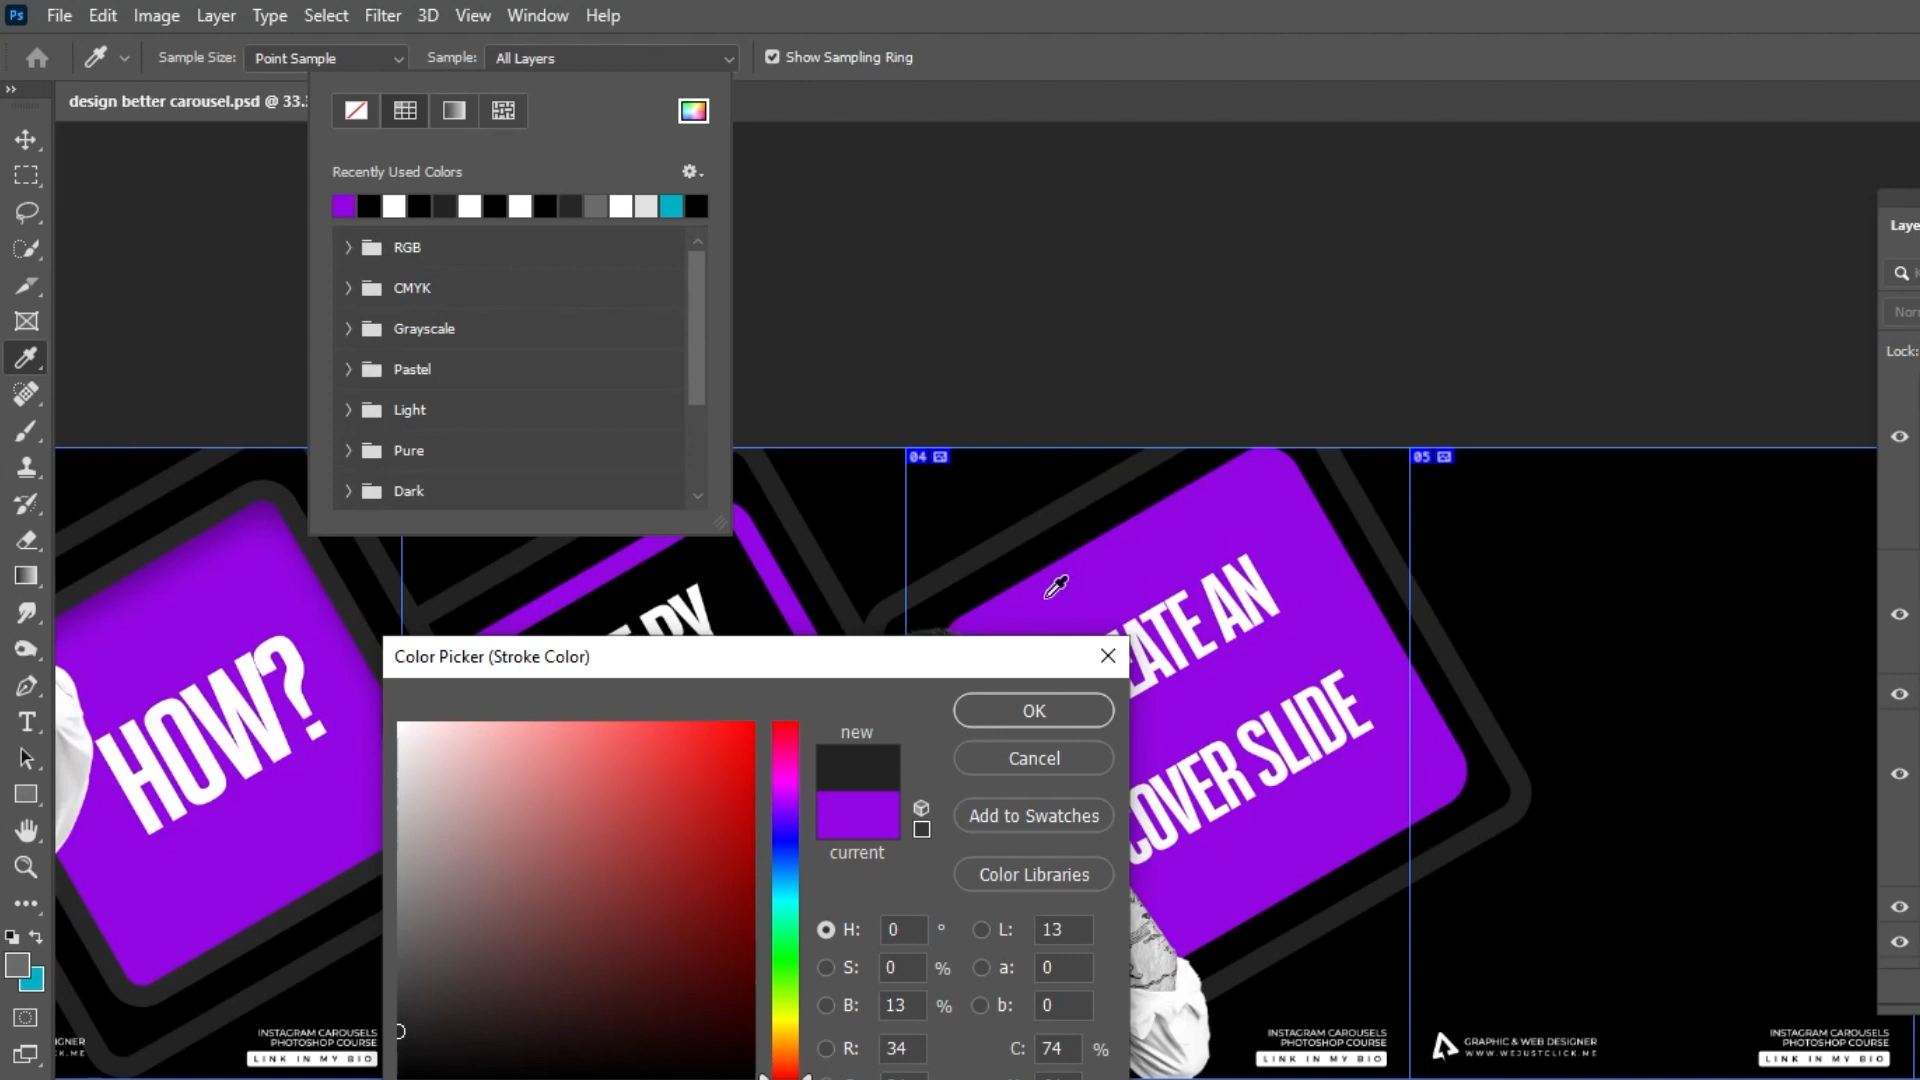 Ps File Edit Image Layer Type Select Filter 3D View Window Help
Sample Size: Point Sample Sample: All Layers Show Sampling Ring
design better carousel.psd @ 33.
Recently Used Colors
RGB
CMYK
Grayscale
Pastel
Light
Pure
Dark
Laye
Nor
Lock:
04
05
HOW?
COVER SLIDE
Color Picker (Stroke Color)
new
current
OK
Cancel
Add to Swatches
Color Libraries
H: 0 ° L: 13
S: 0 % a: 0
B: 13 % b: 0
R: 34 C: 74 %
INSTAGRAM CAROUSELS
PHOTOSHOP COURSE
LINK IN MY BIO
INSTAGRAM CAROUSELS
PHOTOSHOP COURSE
LINK IN MY BIO
GRAPHIC & WEB DESIGNER
WWW.WEJUSTCLICK.ME
INSTAGRAM CAROUSELS
PHOTOSHOP COURSE
LINK IN MY BIO